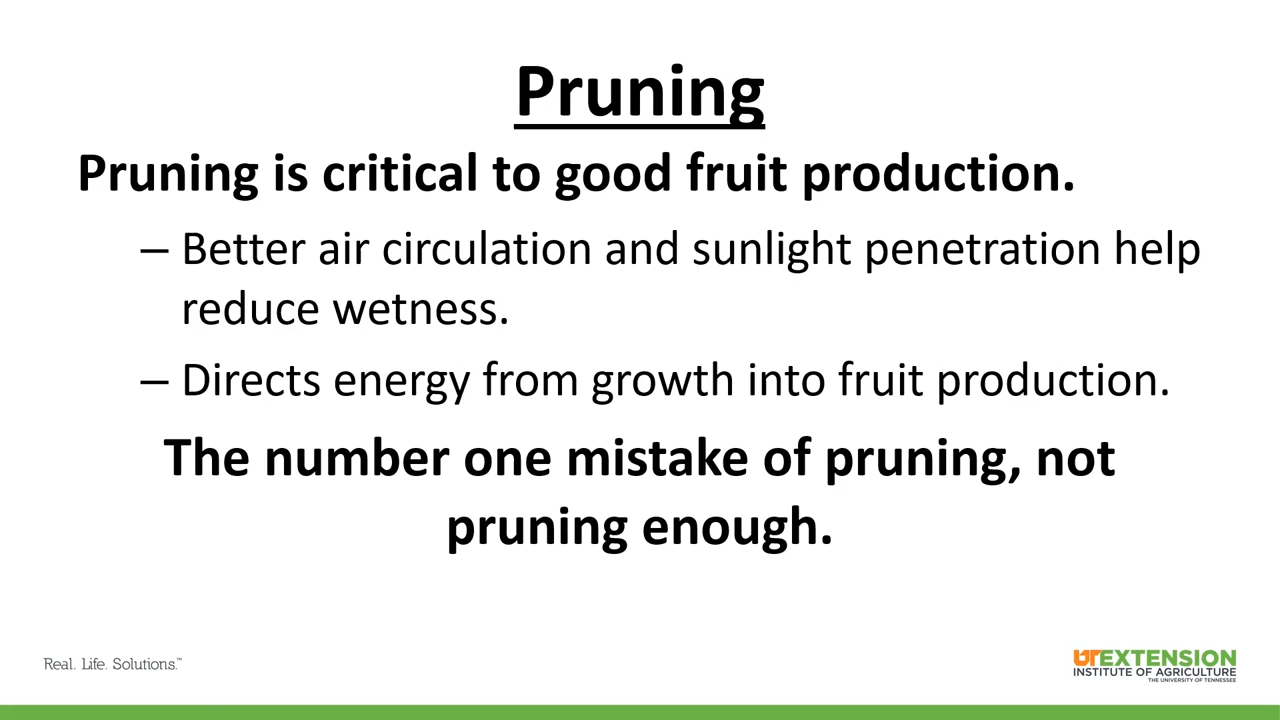 Pruning
Pruning is critical to good fruit production.
– Better air circulation and sunlight penetration help
reduce wetness.
– Directs energy from growth into fruit production.
The number one mistake of pruning, not
pruning enough.
Real. Life. Solutions.™
UT EXTENSION
INSTITUTE OF AGRICULTURE
THE UNIVERSITY OF TENNESSEE